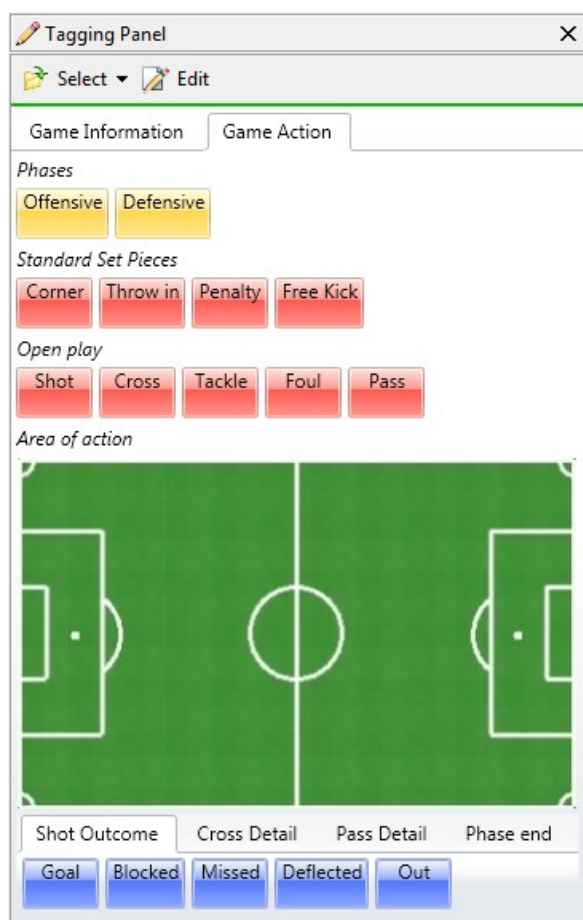 Tagging Panel
Select Edit
Game Information Game Action
Phases
Offensive Defensive
Standard Set Pieces
Corner Throw in Penalty Free Kick
Open play
Shot Cross Tackle Foul Pass
Area of action
Shot Outcome Cross Detail Pass Detail Phase end
Goal Blocked Missed Deflected Out